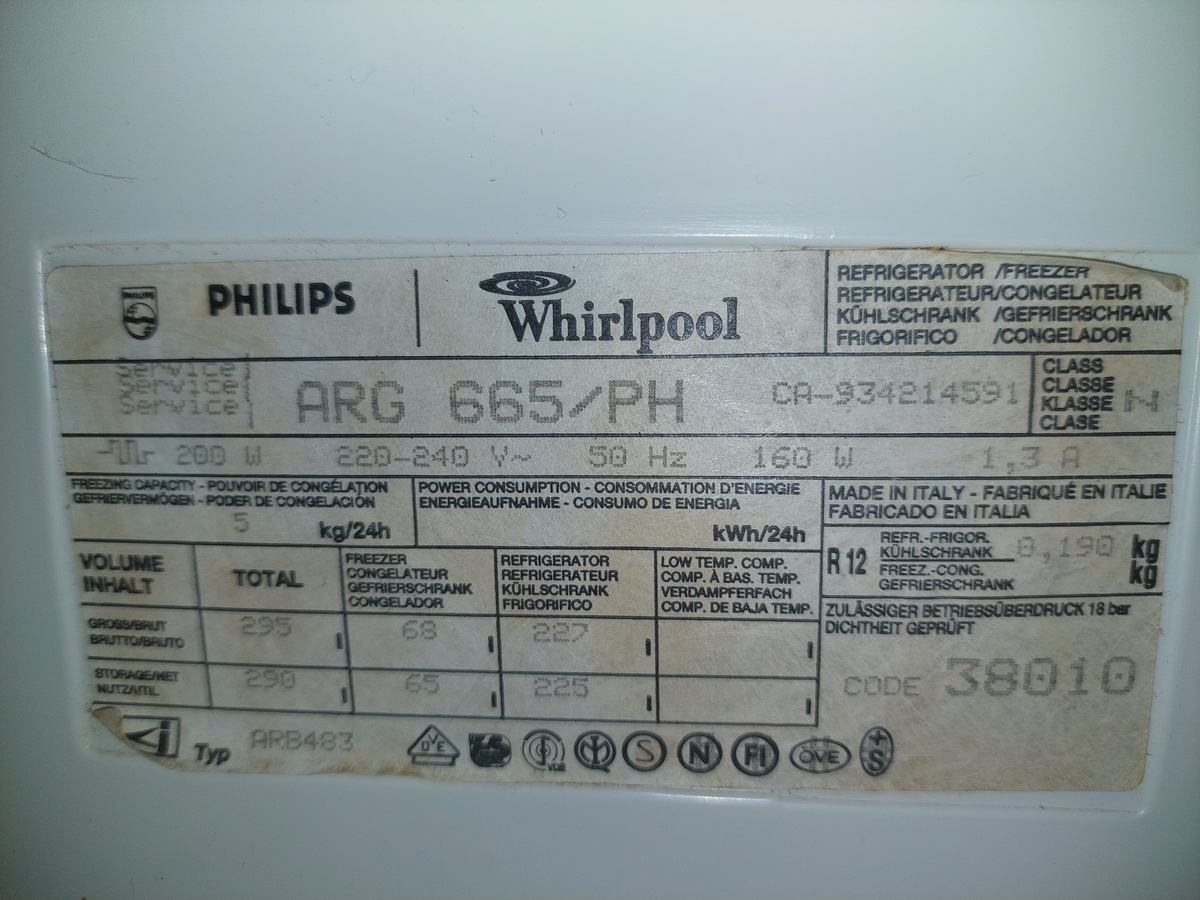 PHILIPS
Whirlpool
REFRIGERATOR /FREEZER
REFRIGERATEUR/CONGELATEUR
KÜHLSCHRANK /GEFRIERSCHRANK
FRIGORIFICO /CONGELADOR
Service
Service
Service
ARG 665/PH
CA-934214591
CLASS
CLASSE
KLASSE
CLASE
N
200 W 220-240 V~ 50 Hz 160 W 1,3 A
FREEZING CAPACITY - POUVOIR DE CONGÉLATION
GEFRIERVERMÖGEN - PODER DE CONGELACIÓN
5 kg/24h
POWER CONSUMPTION - CONSOMMATION D'ENERGIE
ENERGIEAUFNAHME - CONSUMO DE ENERGIA
kWh/24h
MADE IN ITALY - FABRIQUÉ EN ITALIE
FABRICADO EN ITALIA
R 12
REFR.-FRIGOR.
KÜHLSCHRANK
0,190 kg
FREEZ.-CONG.
GEFRIERSCHRANK
kg
VOLUME
INHALT
TOTAL
FREEZER
CONGELATEUR
GEFRIERSCHRANK
CONGELADOR
REFRIGERATOR
REFRIGERATEUR
KÜHLSCHRANK
FRIGORIFICO
LOW TEMP. COMP.
COMP. À BAS. TEMP.
VERDAMPFERFACH
COMP. DE BAJA TEMP.
GROSS/BRUT
BRUTTO/BRUTO
295 l 68 l 227 l l
STORAGE/NET
NUTZ/UTIL
290 l 65 l 225 l l
ZULÄSSIGER BETRIEBSÜBERDRUCK 18 bar
DICHTHEIT GEPRÜFT
CODE 38010
Typ ARB483
DVE
VDE
S
N
FI
ÖVE
+S